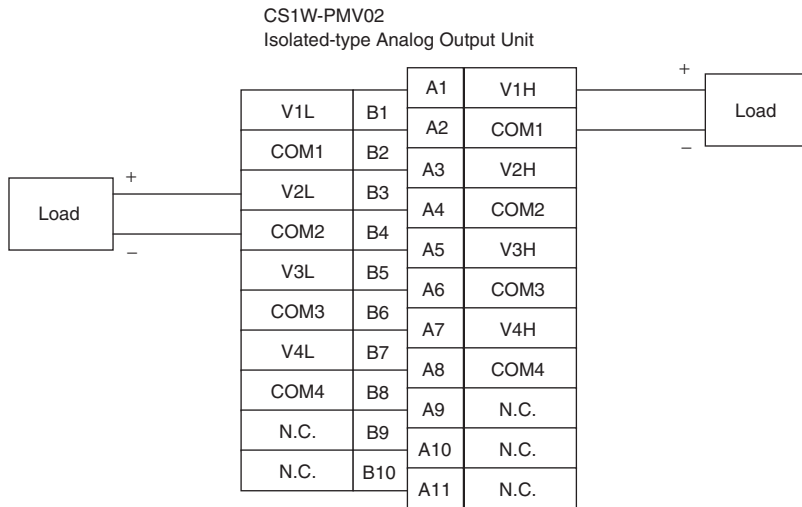 CS1W-PMV02
Isolated-type Analog Output Unit
A1 V1H
V1L B1
A2 COM1
COM1 B2
A3 V2H
V2L B3
A4 COM2
COM2 B4
A5 V3H
V3L B5
A6 COM3
COM3 B6
A7 V4H
V4L B7
A8 COM4
COM4 B8
A9 N.C.
N.C. B9
A10 N.C.
N.C. B10
A11 N.C.
+
Load
−
+
Load
−